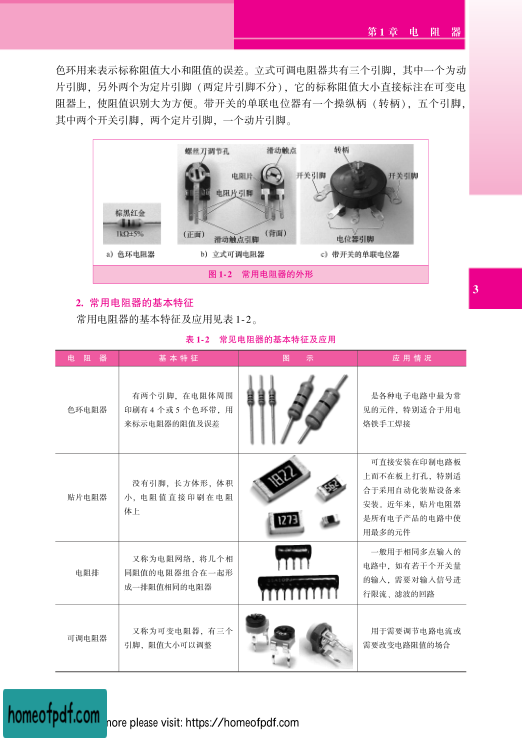 第1章 电 阻 器
色环用来表示标称阻值大小和阻值的误差。立式可调电阻器共有三个引脚，其中一个为动
片引脚，另外两个为定片引脚（两定片引脚不分），它的标称阻值大小直接标注在可变电
阻器上，使阻值识别大为方便。带开关的单联电位器有一个操纵柄（转柄），五个引脚，
其中两个开关引脚，两个定片引脚，一个动片引脚。
螺丝刀调节孔 滑动触点 转柄
电阻片 开关引脚 开关引脚
电阻片引脚
棕黑红金
1kΩ±5%
（正面） 滑动触点引脚 （背面） 电位器引脚
a）色环电阻器 b）立式可调电阻器 c）带开关的单联电位器
图1-2 常用电阻器的外形
3
2. 常用电阻器的基本特征
常用电阻器的基本特征及应用见表1-2。
表1-2 常见电阻器的基本特征及应用
电 阻 器 基本特征 图 示 应用情况
色环电阻器
有两个引脚，在电阻体周围
印刷有4个或5个色环带，用
来标示电阻器的阻值及误差
是各种电子电路中最为常
见的元件，特别适合于用电
烙铁手工焊接
贴片电阻器
没有引脚，长方体形，体积
小，电阻值直接印刷在电阻
体上
1822
1273
可直接安装在印制电路板
上而不在板上打孔，特别适
合于采用自动化装贴设备来
安装，近年来，贴片电阻器
是所有电子产品的电路中使
用最多的元件
电阻排
又称为电阻网络，将几个相
同阻值的电阻器组合在一起形
成一排阻值相同的电阻器
一般用于相同多点输入的
电路中，如有若干个开关量
的输入，需要对输入信号进
行限流、滤波的回路
可调电阻器
又称为可变电阻器，有三个
引脚，阻值大小可以调整
用于需要调节电路电流或
需要改变电路阻值的场合
homeofpdf.com
more please visit: https://homeofpdf.com